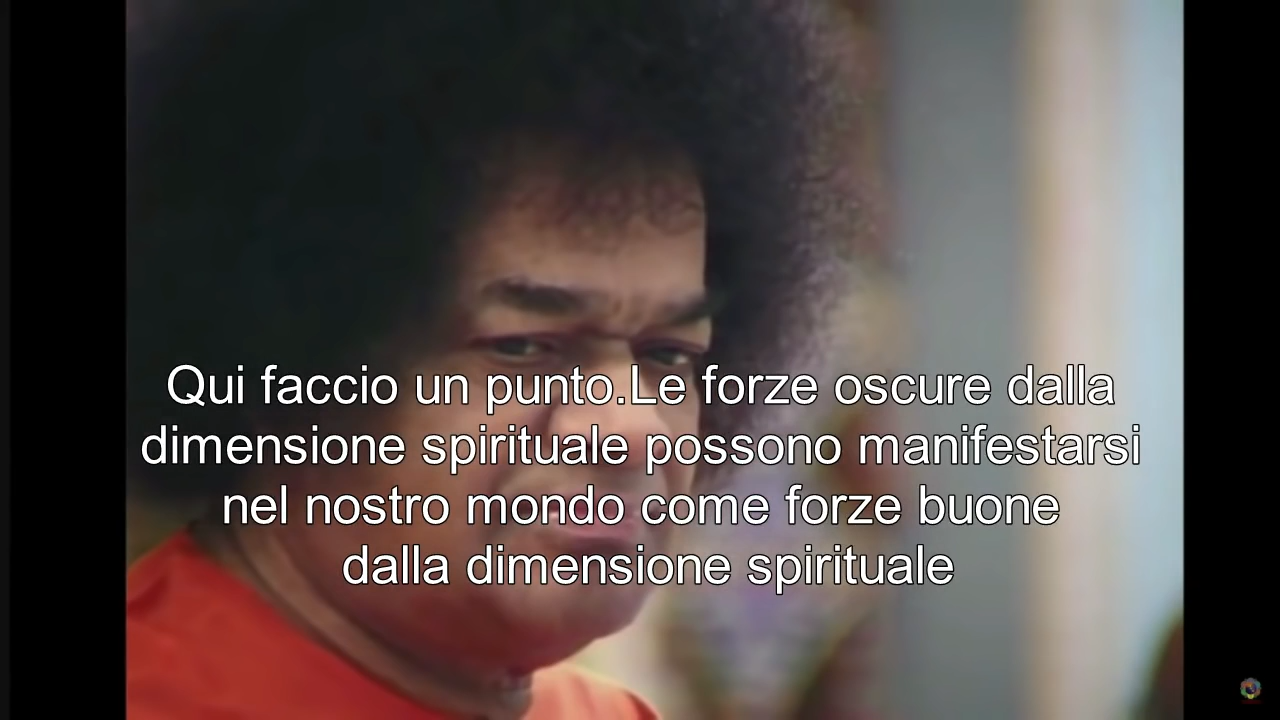 Qui faccio un punto.Le forze oscure dalla
dimensione spirituale possono manifestarsi
nel nostro mondo come forze buone
dalla dimensione spirituale